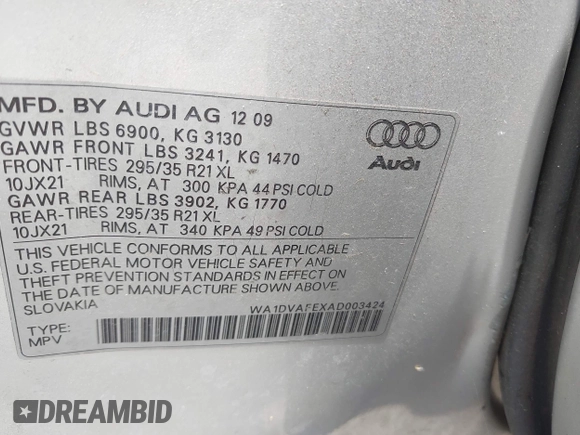 MFD. BY AUDI AG 12 09
GVWR LBS 6900, KG 3130
GAWR FRONT LBS 3241, KG 1470
FRONT-TIRES 295/35 R21 XL
10JX21 RIMS, AT 300 KPA 44 PSI COLD
GAWR REAR LBS 3902, KG 1770
REAR-TIRES 295/35 R21 XL
10JX21 RIMS, AT 340 KPA 49 PSI COLD
THIS VEHICLE CONFORMS TO ALL APPLICABLE
U.S. FEDERAL MOTOR VEHICLE SAFETY AND
THEFT PREVENTION STANDARDS IN EFFECT ON
THE DATE OF MANUFACTURE SHOWN ABOVE.
SLOVAKIA
WA1DVAFEXAD003424
TYPE:
MPV
Audi
DREAMBID